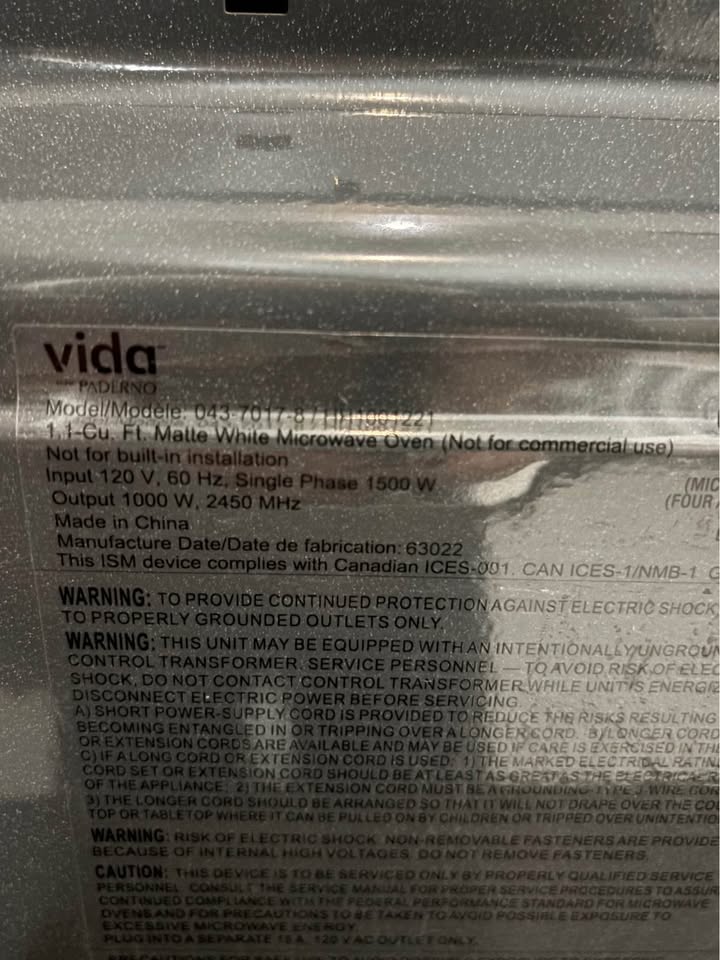 vida
PADERNO
Model/Modèle: 043-7017-8 /
1.1-Cu. Ft. Matte White Microwave Oven (Not for commercial use)
Not for built-in installation
Input 120 V, 60 Hz, Single Phase 1500 W
(MIC
Output 1000 W, 2450 MHz
(FOUR
Made in China
Manufacture Date/Date de fabrication: 63022
This ISM device complies with Canadian ICES-001. CAN ICES-1/NMB-1
WARNING: TO PROVIDE CONTINUED PROTECTION AGAINST ELECTRIC SHOCK
TO PROPERLY GROUNDED OUTLETS ONLY.
WARNING: THIS UNIT MAY BE EQUIPPED WITH AN INTENTIONALLY UNGROUN
CONTROL TRANSFORMER. SERVICE PERSONNEL — TO AVOID RISK OF ELEC
SHOCK, DO NOT CONTACT CONTROL TRANSFORMER WHILE UNIT IS ENERGIZ
DISCONNECT ELECTRIC POWER BEFORE SERVICING
A) SHORT POWER-SUPPLY CORD IS PROVIDED TO REDUCE THE RISKS RESULTING
BECOMING ENTANGLED IN OR TRIPPING OVER A LONGER CORD. B) LONGER CORD
OR EXTENSION CORDS ARE AVAILABLE AND MAY BE USED IF CARE IS EXERCISED IN TH
C) IF A LONG CORD OR EXTENSION CORD IS USED: 1) THE MARKED ELECTRICAL RATIN
CORD SET OR EXTENSION CORD SHOULD BE AT LEAST AS GREAT AS THE ELECTRICAL R
OF THE APPLIANCE; 2) THE EXTENSION CORD MUST BE A GROUNDING-TYPE 3-WIRE COR
3) THE LONGER CORD SHOULD BE ARRANGED SO THAT IT WILL NOT DRAPE OVER THE CO
TOP OR TABLETOP WHERE IT CAN BE PULLED ON BY CHILDREN OR TRIPPED OVER UNINTENTIO
WARNING: RISK OF ELECTRIC SHOCK. NON-REMOVABLE FASTENERS ARE PROVIDE
BECAUSE OF INTERNAL HIGH VOLTAGES. DO NOT REMOVE FASTENERS.
CAUTION: THIS DEVICE IS TO BE SERVICED ONLY BY PROPERLY QUALIFIED SERVICE
PERSONNEL. CONSULT THE SERVICE MANUAL FOR PROPER SERVICE PROCEDURES TO ASSUR
CONTINUED COMPLIANCE WITH THE FEDERAL PERFORMANCE STANDARD FOR MICROWAVE
OVENS AND FOR PRECAUTIONS TO BE TAKEN TO AVOID POSSIBLE EXPOSURE TO
EXCESSIVE MICROWAVE ENERGY.
PLUG INTO A SEPARATE 15 A, 120 V AC OUTLET ONLY.